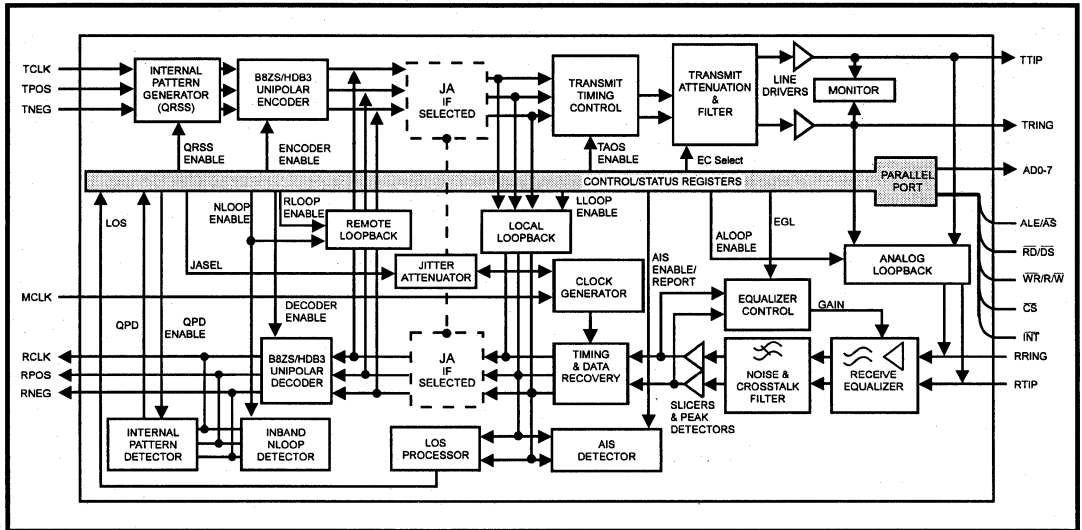 TCLK
TPOS
TNEG
INTERNAL
PATTERN
GENERATOR
(QRSS)
B8ZS/HDB3
UNIPOLAR
ENCODER
JA
IF
SELECTED
TRANSMIT
TIMING
CONTROL
TRANSMIT
ATTENUATION
&
FILTER
LINE
DRIVERS
MONITOR
TTIP
TRING
QRSS
ENABLE
ENCODER
ENABLE
TAOS
ENABLE
EC Select
CONTROL/STATUS REGISTERS
PARALLEL
PORT
AD0-7
ALE/AS
RD/DS
WR/R/W
CS
INT
LOS
NLOOP
ENABLE
RLOOP
ENABLE
REMOTE
LOOPBACK
LOCAL
LOOPBACK
LLOOP
ENABLE
ALOOP
ENABLE
EGL
ANALOG
LOOPBACK
JASEL
JITTER
ATTENUATOR
CLOCK
GENERATOR
AIS
ENABLE/
REPORT
EQUALIZER
CONTROL
GAIN
MCLK
QPD
QPD
ENABLE
DECODER
ENABLE
RCLK
RPOS
RNEG
B8ZS/HDB3
UNIPOLAR
DECODER
JA
IF
SELECTED
TIMING
& DATA
RECOVERY
SLICERS
& PEAK
DETECTORS
NOISE &
CROSSTALK
FILTER
RECEIVE
EQUALIZER
RRING
RTIP
INTERNAL
PATTERN
DETECTOR
INBAND
NLOOP
DETECTOR
LOS
PROCESSOR
AIS
DETECTOR